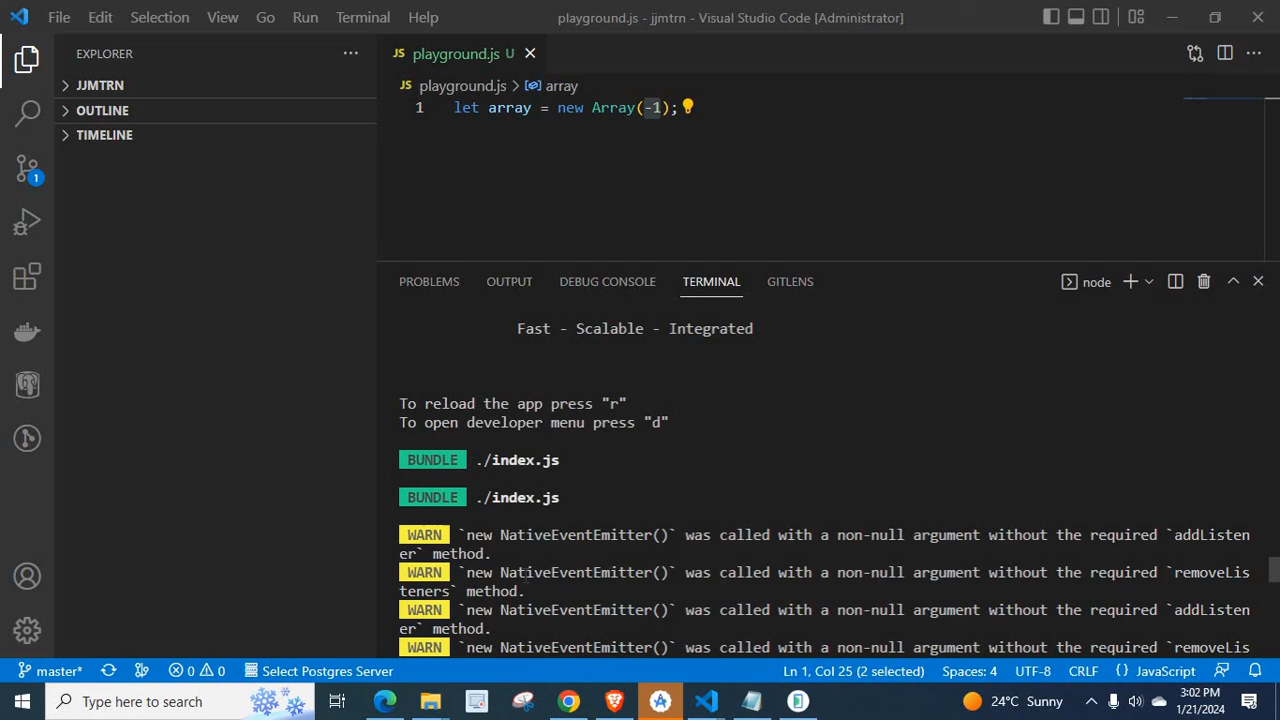 File Edit Selection View Go Run Terminal Help
playground.js - jjmtrn - Visual Studio Code [Administrator]
EXPLORER
JJMTRN
OUTLINE
TIMELINE
1
JS playground.js U
JS playground.js > array
1 let array = new Array(-1);
PROBLEMS OUTPUT DEBUG CONSOLE TERMINAL GITLENS
node
Fast - Scalable - Integrated
To reload the app press "r"
To open developer menu press "d"
BUNDLE ./index.js
BUNDLE ./index.js
WARN `new NativeEventEmitter()` was called with a non-null argument without the required `addListen
er` method.
WARN `new NativeEventEmitter()` was called with a non-null argument without the required `removeLis
teners` method.
WARN `new NativeEventEmitter()` was called with a non-null argument without the required `addListen
er` method.
WARN `new NativeEventEmitter()` was called with a non-null argument without the required `removeLis
master* 0 0 Select Postgres Server
Ln 1, Col 25 (2 selected) Spaces: 4 UTF-8 CRLF {} JavaScript
Type here to search
24°C Sunny
3:02 PM
1/21/2024